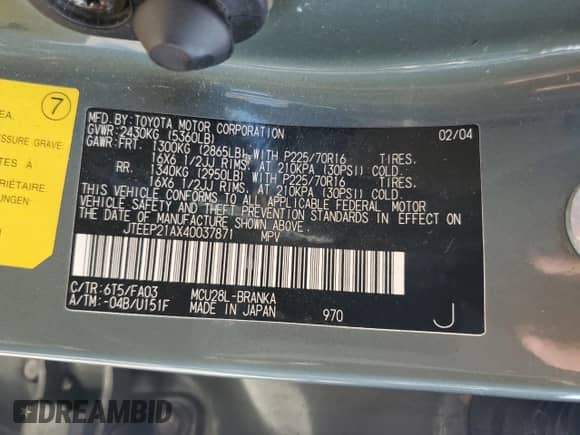 7
EA.
ESSURE GRAVE
TES À
RIÉTAIRE
UNGEN:
MFD. BY: TOYOTA MOTOR CORPORATION 02/04
GVWR: 2430KG (5360LB)
GAWR: FRT. 1300KG (2865LB) WITH P225/70R16 TIRES.
16X6 1/2JJ RIMS, AT 210KPA (30PSI) COLD.
RR. 1340KG (2950LB) WITH P225/70R16 TIRES.
16X6 1/2JJ RIMS, AT 210KPA (30PSI) COLD.
THIS VEHICLE CONFORMS TO ALL APPLICABLE FEDERAL MOTOR
VEHICLE SAFETY AND THEFT PREVENTION STANDARDS IN EFFECT ON
THE DATE OF MANUFACTURE SHOWN ABOVE.
JTEEP21AX40037871 MPV
C/TR: 6T5/FA03 MCU28L-BRANKA
A/TM: -04B/U151F MADE IN JAPAN 970 J
DREAMBID